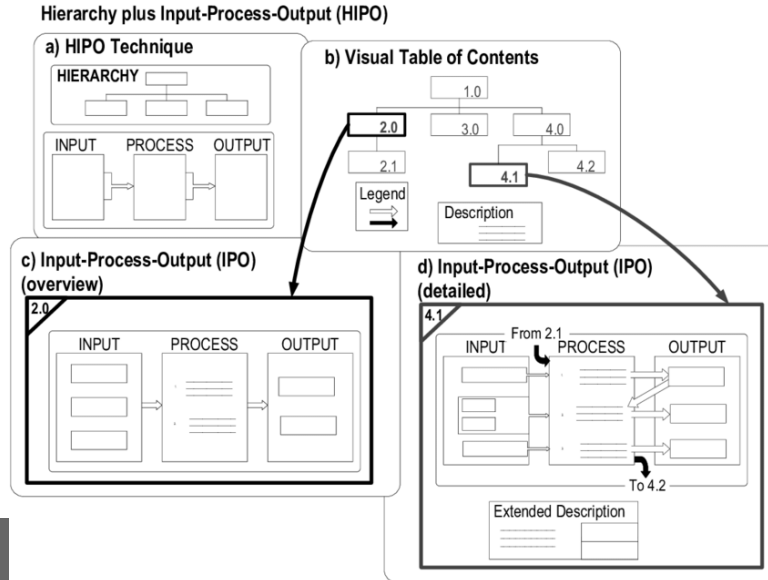 Hierarchy plus Input-Process-Output (HIPO)
a) HIPO Technique
HIERARCHY
INPUT PROCESS OUTPUT
b) Visual Table of Contents
1.0
2.0 3.0 4.0
2.1 4.1 4.2
Legend
Description
c) Input-Process-Output (IPO)
(overview)
2.0
INPUT PROCESS OUTPUT
d) Input-Process-Output (IPO)
(detailed)
4.1
From 2.1
INPUT PROCESS OUTPUT
To 4.2
Extended Description